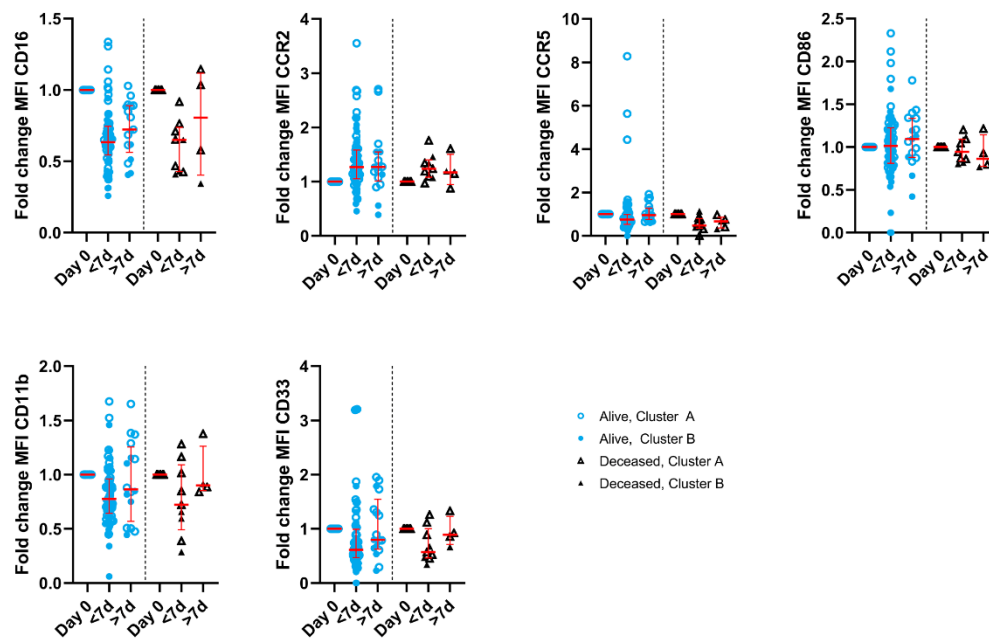 Fold change MFI CD16
1.5
1.0
0.5
0.0
Day 0
<7d
>7d
Day 0
<7d
>7d
Fold change MFI CCR2
4
3
2
1
0
Day 0
<7d
>7d
Day 0
<7d
>7d
Fold change MFI CCR5
10
8
6
4
2
0
Day 0
<7d
>7d
Day 0
<7d
>7d
Fold change MFI CD86
2.5
2.0
1.5
1.0
0.5
0.0
Day 0
<7d
>7d
Day 0
<7d
>7d
Fold change MFI CD11b
2.0
1.5
1.0
0.5
0.0
Day 0
<7d
>7d
Day 0
<7d
>7d
Fold change MFI CD33
4
3
2
1
0
Day 0
<7d
>7d
Day 0
<7d
>7d
Alive, Cluster A
Alive, Cluster B
Deceased, Cluster A
Deceased, Cluster B